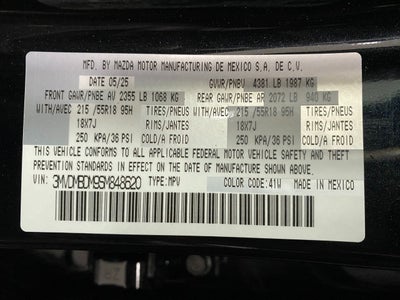 MFD. BY MAZDA MOTOR MANUFACTURING DE MEXICO S.A. DE C.V.
DATE 05/25 GVWR/PNBV 4381 LB 1987 KG
FRONT GAWR/PNBE AV 2355 LB 1068 KG REAR GAWR/PNBE AR 2072 LB 940 KG
WITH/AVEC 215/55R18 95H TIRES/PNEUS WITH/AVEC 215/55R18 95H TIRES/PNEUS
18X7J RIMS/JANTES 18X7J RIMS/JANTES
250 KPA/36 PSI COLD/A FROID 250 KPA/36 PSI COLD/A FROID
THIS VEHICLE CONFORMS TO ALL APPLICABLE FEDERAL MOTOR VEHICLE SAFETY AND THEFT
PREVENTION STANDARDS IN EFFECT ON THE DATE OF MANUFACTURE SHOWN ABOVE.
VIN: 3MVDMBDM9SM848620 TYPE:MPV COLOR CODE:41W MADE IN MEXICO